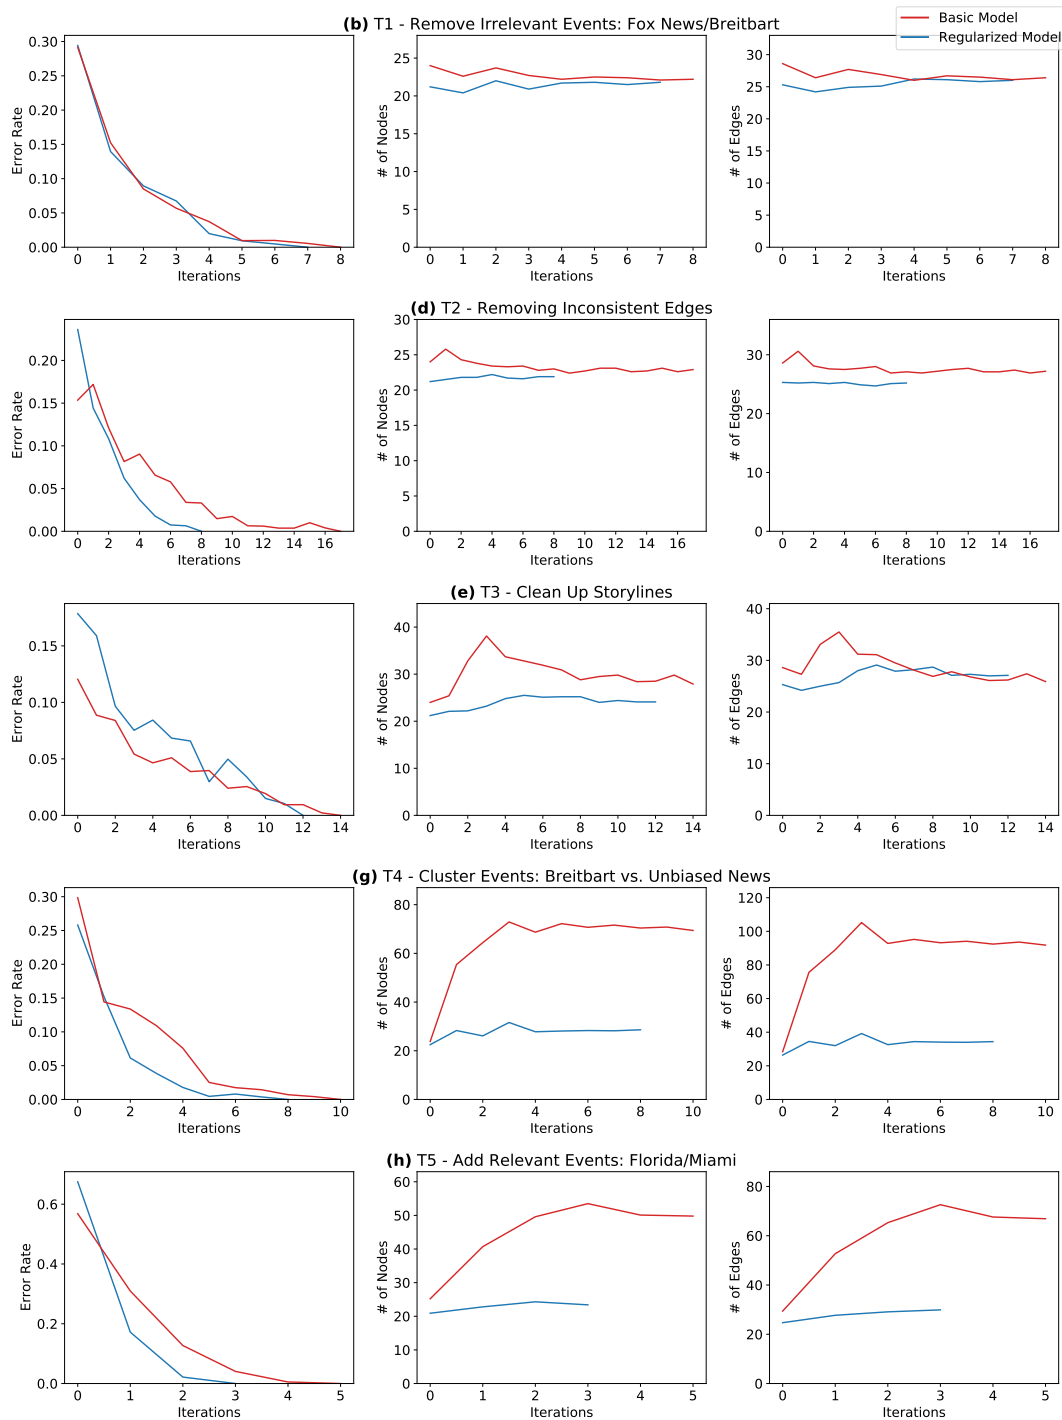 (b) T1 - Remove Irrelevant Events: Fox News/Breitbart
Basic Model
Regularized Model
0.30
0.25
0.20
0.15
0.10
0.05
0.00
Error Rate
0 1 2 3 4 5 6 7 8
Iterations
25
20
15
10
5
0
# of Nodes
0 1 2 3 4 5 6 7 8
Iterations
30
25
20
15
10
5
0
# of Edges
0 1 2 3 4 5 6 7 8
Iterations
(d) T2 - Removing Inconsistent Edges
0.20
0.15
0.10
0.05
0.00
Error Rate
0 2 4 6 8 10 12 14 16
Iterations
30
25
20
15
10
5
0
# of Nodes
0 2 4 6 8 10 12 14 16
Iterations
30
20
10
0
# of Edges
0 2 4 6 8 10 12 14 16
Iterations
(e) T3 - Clean Up Storylines
0.15
0.10
0.05
0.00
Error Rate
0 2 4 6 8 10 12 14
Iterations
40
30
20
10
0
# of Nodes
0 2 4 6 8 10 12 14
Iterations
40
30
20
10
0
# of Edges
0 2 4 6 8 10 12 14
Iterations
(g) T4 - Cluster Events: Breitbart vs. Unbiased News
0.30
0.25
0.20
0.15
0.10
0.05
0.00
Error Rate
0 2 4 6 8 10
Iterations
80
60
40
20
0
# of Nodes
0 2 4 6 8 10
Iterations
120
100
80
60
40
20
0
# of Edges
0 2 4 6 8 10
Iterations
(h) T5 - Add Relevant Events: Florida/Miami
0.6
0.4
0.2
0.0
Error Rate
0 1 2 3 4 5
Iterations
60
50
40
30
20
10
0
# of Nodes
0 1 2 3 4 5
Iterations
80
60
40
20
0
# of Edges
0 1 2 3 4 5
Iterations